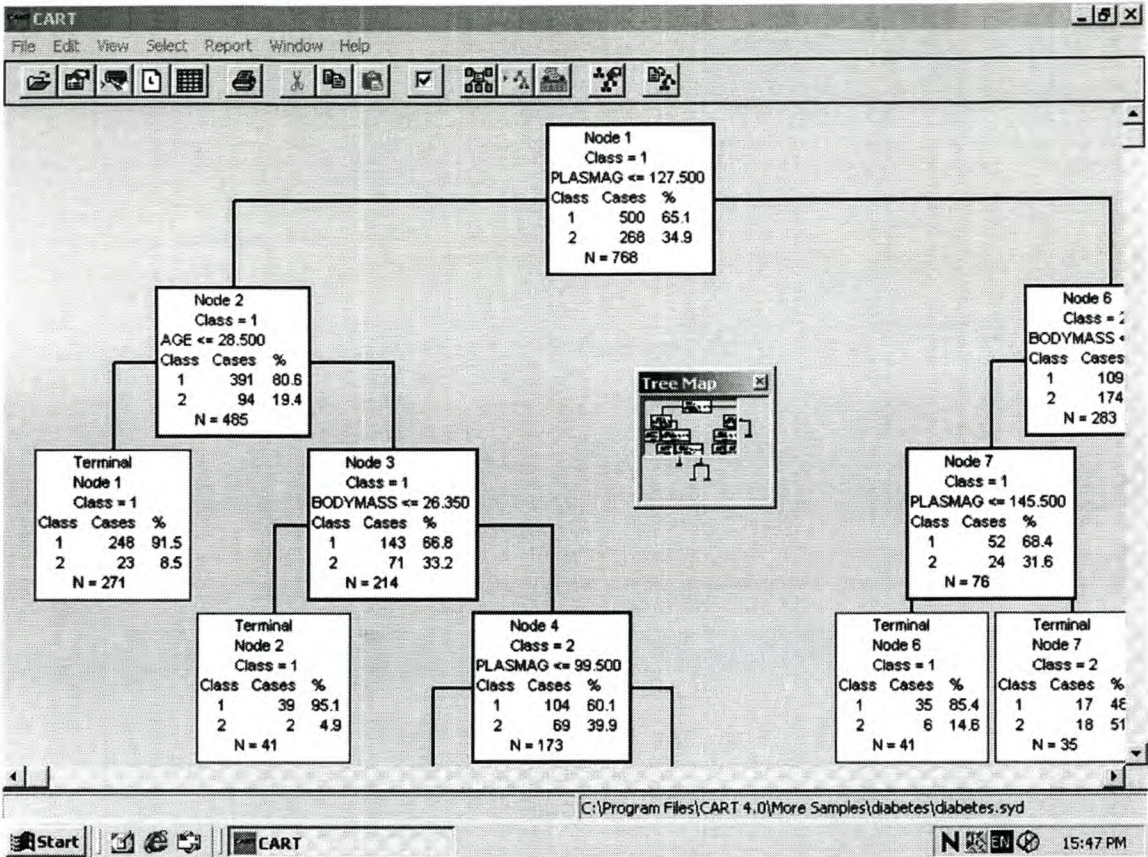 CART
File Edit View Select Report Window Help
Node 1
Class = 1
PLASMAG <= 127.500
Class Cases %
1 500 65.1
2 268 34.9
N = 768
Node 2
Class = 1
AGE <= 28.500
Class Cases %
1 391 80.6
2 94 19.4
N = 485
Node 6
Class = 2
BODYMASS <
Class Cases
1 109
2 174
N = 283
Tree Map
Terminal
Node 1
Class = 1
Class Cases %
1 248 91.5
2 23 8.5
N = 271
Node 3
Class = 1
BODYMASS <= 26.350
Class Cases %
1 143 66.8
2 71 33.2
N = 214
Node 7
Class = 1
PLASMAG <= 145.500
Class Cases %
1 52 68.4
2 24 31.6
N = 76
Terminal
Node 2
Class = 1
Class Cases %
1 39 95.1
2 2 4.9
N = 41
Node 4
Class = 2
PLASMAG <= 99.500
Class Cases %
1 104 60.1
2 69 39.9
N = 173
Terminal
Node 6
Class = 1
Class Cases %
1 35 85.4
2 6 14.6
N = 41
Terminal
Node 7
Class = 2
Class Cases %
1 17 48
2 18 51
N = 35
C:\Program Files\CART 4.0\More Samples\diabetes\diabetes.syd
Start CART N EN 15:47 PM